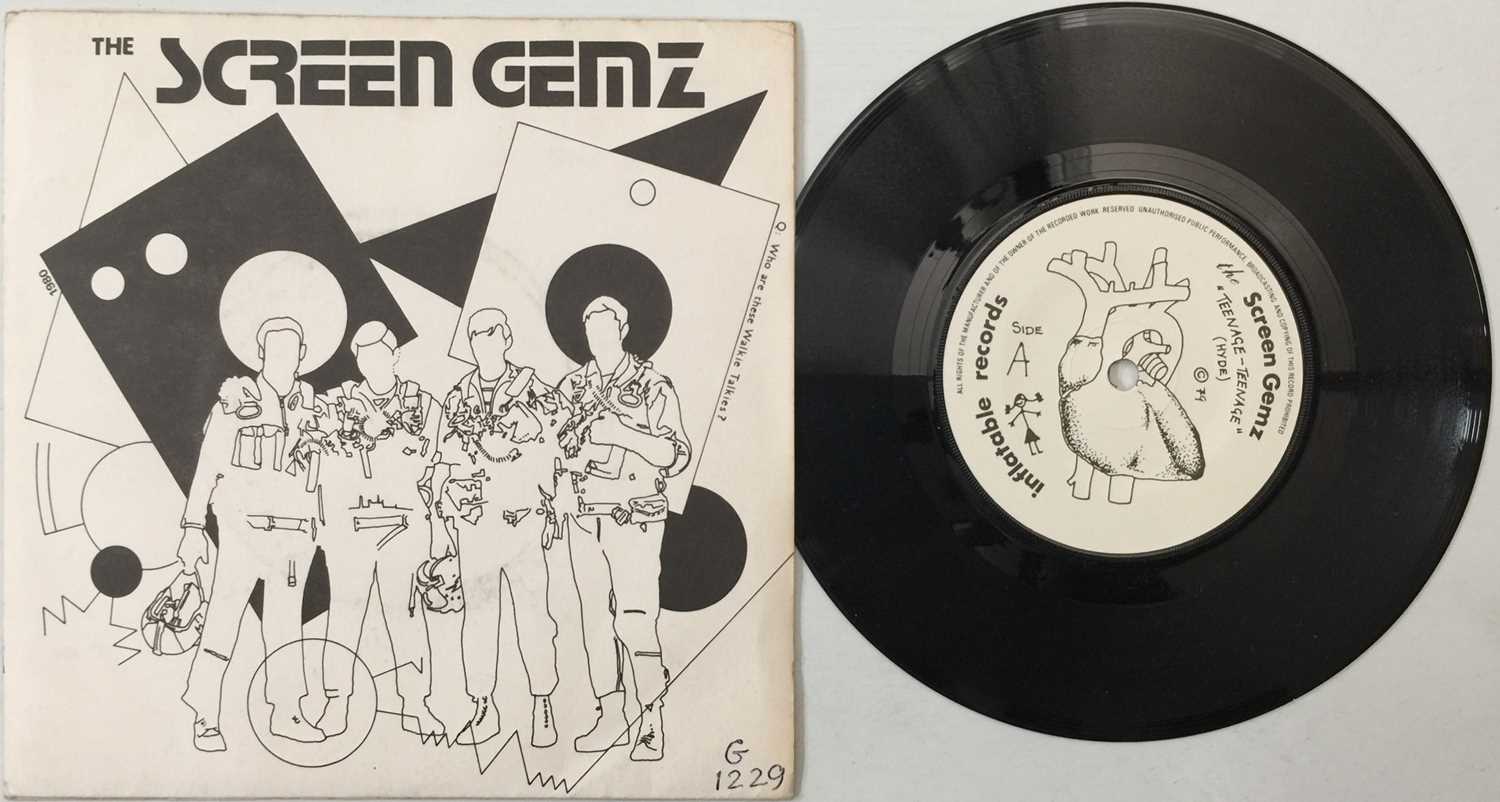 THE SCREEN GEMZ
1980
Q: Who are these Walkie Talkies?
G
1229
ALL RIGHTS OF THE MANUFACTURER AND OF THE OWNER OF THE RECORDED WORK RESERVED UNAUTHORISED PUBLIC PERFORMANCE, BROADCASTING AND COPYING OF THIS RECORD PROHIBITED
inflatable records
SIDE
A
the Screen Gemz
"TEENAGE-TEENAGE"
(HYDE)
© 79